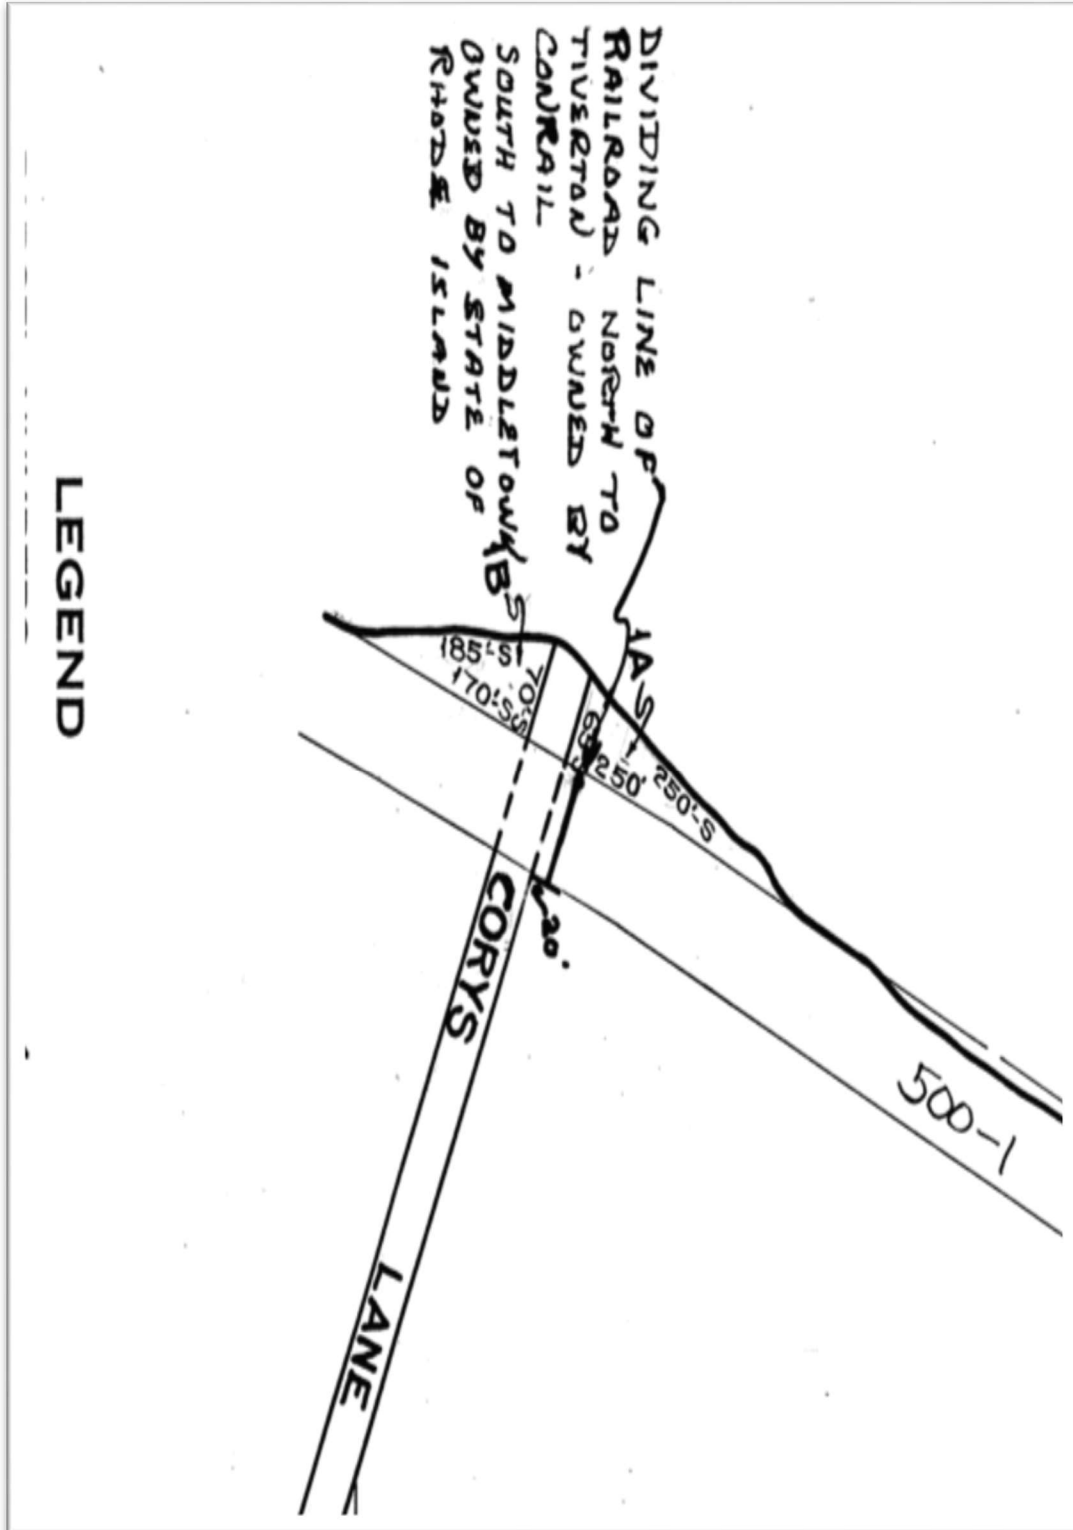 DIVIDING LINE OF
RAILROAD NORTH TO
TIVERTON - OWNED BY
CONRAIL
SOUTH TO MIDDLETOWN
OWNED BY STATE OF
RHODE ISLAND
1A
1B
250'-S
250'
185'-S
70'S
170'-S
20'
500-1
CORYS LANE
LEGEND